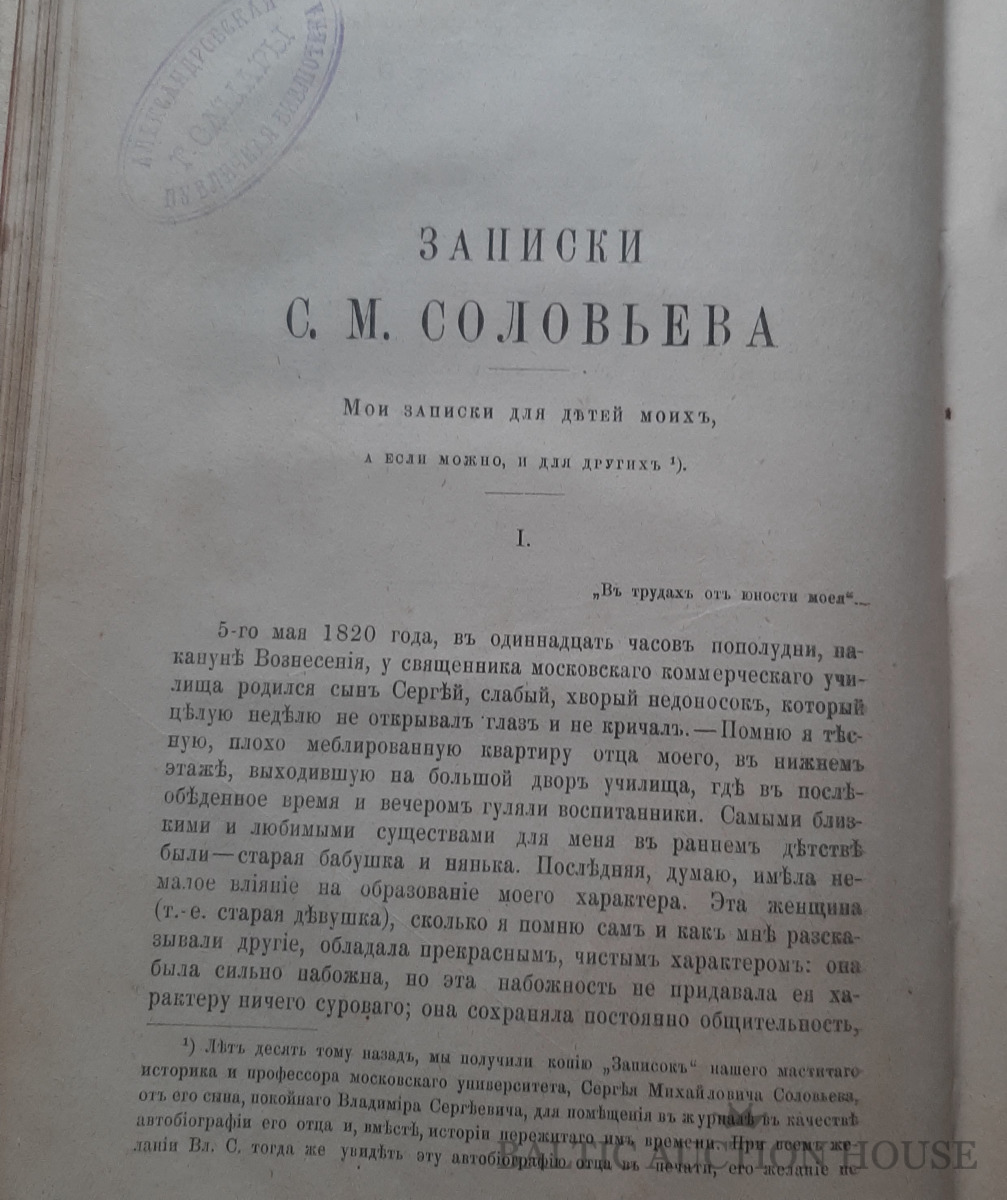 АЛЕКСАНДРОВСКАЯ
Г. САМАРЫ
ПУБЛИЧНАЯ БИБЛІОТЕКА
ЗАПИСКИ
С. М. СОЛОВЬЕВА
Мои записки для дѣтей моихъ,
а если можно, и для другихъ ¹).
I.
„Въ трудахъ отъ юности моея“...
5-го мая 1820 года, въ одиннадцать часовъ пополудни, на-
канунѣ Вознесенія, у священника московскаго коммерческаго учи-
лища родился сынъ Сергѣй, слабый, хворый недоносокъ, который
цѣлую недѣлю не открывалъ глазъ и не кричалъ.—Помню я тѣс-
ную, плохо меблированную квартиру отца моего, въ нижнемъ
этажѣ, выходившую на большой дворъ училища, гдѣ въ послѣ-
обѣденное время и вечеромъ гуляли воспитанники. Самыми близ-
кими и любимыми существами для меня въ раннемъ дѣтствѣ
были—старая бабушка и нянька. Послѣдняя, думаю, имѣла не-
малое вліяніе на образованіе моего характера. Эта женщина
(т.-е. старая дѣвушка), сколько я помню самъ и какъ мнѣ разска-
зывали другіе, обладала прекраснымъ, чистымъ характеромъ: она
была сильно набожна, но эта набожность не придавала ея ха-
рактеру ничего суроваго; она сохраняла постоянно общительность,
¹) Лѣтъ десять тому назадъ, мы получили копію „Записокъ“ нашего маститаго
историка и профессора московскаго университета, Сергѣя Михайловича Соловьева,
отъ его сына, покойнаго Владиміра Сергѣевича, для помѣщенія въ журналѣ въ качествѣ
автобіографіи его отца и, вмѣстѣ, исторіи пережитаго имъ времени. При всемъ же-
ланіи Вл. С. тогда же увидѣть эту автобіографію отца въ печати, его желаніе не
BALTIC AUCTION HOUSE